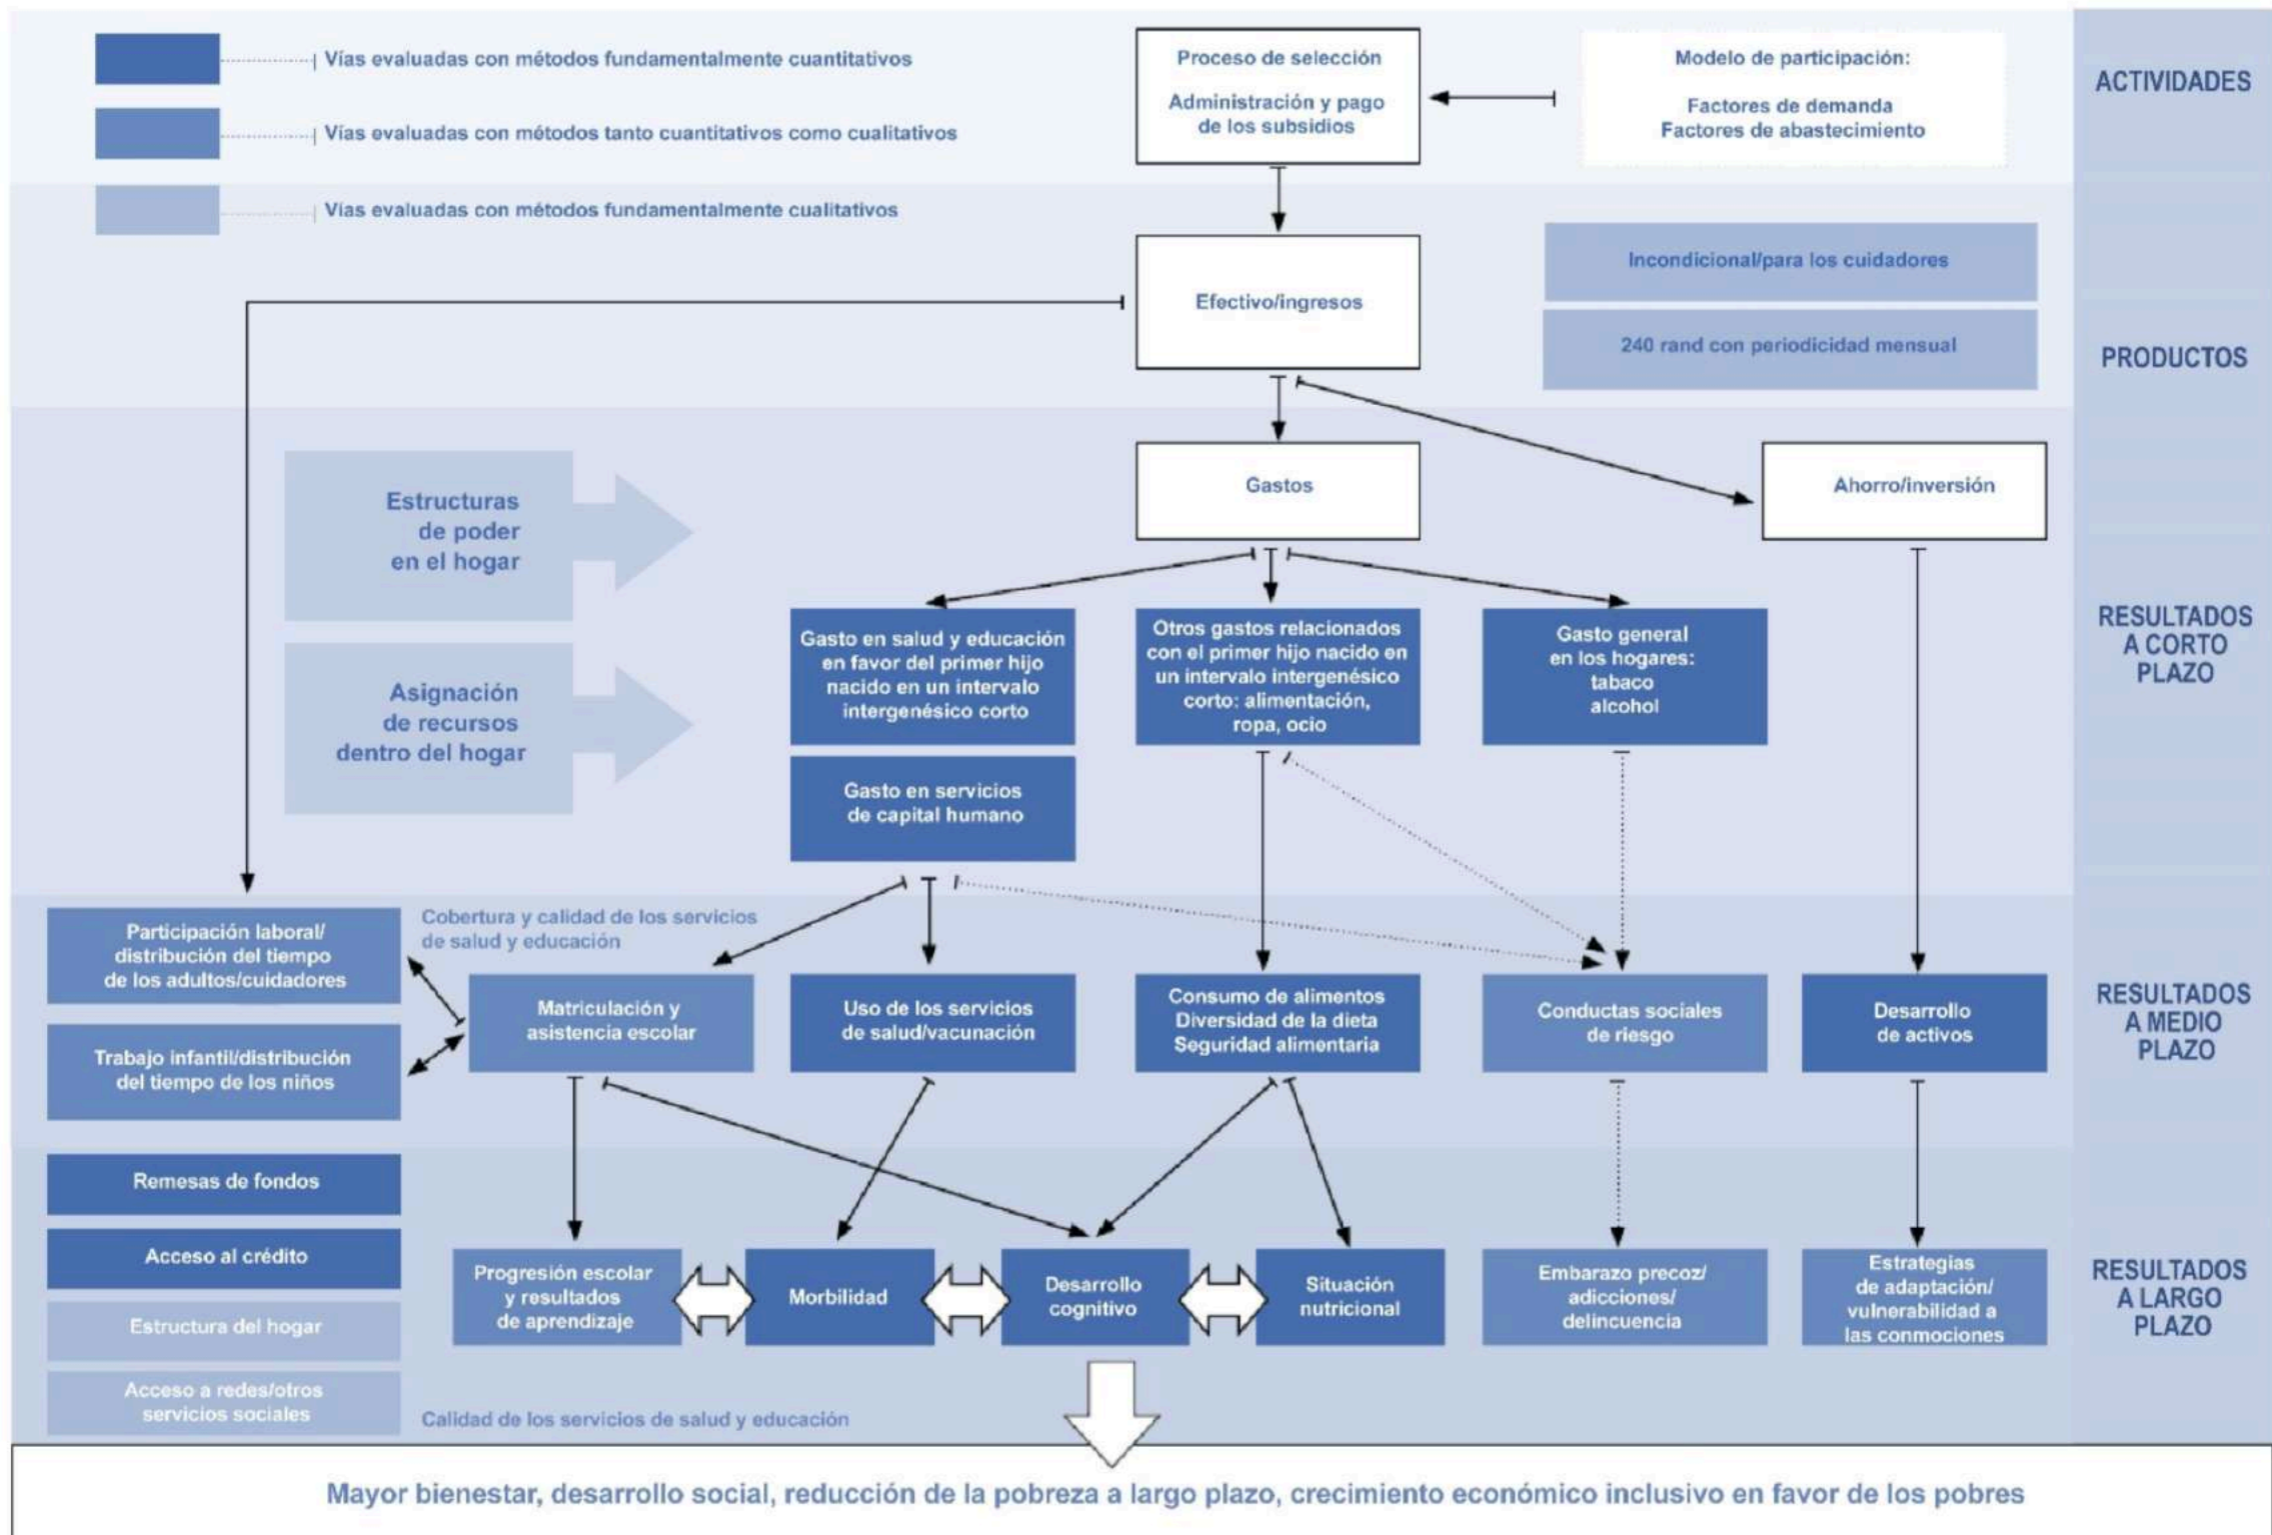 Vías evaluadas con métodos fundamentalmente cuantitativos
Vías evaluadas con métodos tanto cuantitativos como cualitativos
Vías evaluadas con métodos fundamentalmente cualitativos
Proceso de selección
Administración y pago
de los subsidios
Modelo de participación:
Factores de demanda
Factores de abastecimiento
ACTIVIDADES
Efectivo/ingresos
Incondicional/para los cuidadores
240 rand con periodicidad mensual
PRODUCTOS
Estructuras
de poder
en el hogar
Asignación
de recursos
dentro del hogar
Gastos
Ahorro/inversión
Gasto en salud y educación
en favor del primer hijo
nacido en un intervalo
intergenésico corto
Otros gastos relacionados
con el primer hijo nacido en
un intervalo intergenésico
corto: alimentación,
ropa, ocio
Gasto general
en los hogares:
tabaco
alcohol
Gasto en servicios
de capital humano
RESULTADOS
A CORTO
PLAZO
Participación laboral/
distribución del tiempo
de los adultos/cuidadores
Cobertura y calidad de los servicios
de salud y educación
Trabajo infantil/distribución
del tiempo de los niños
Matriculación y
asistencia escolar
Uso de los servicios
de salud/vacunación
Consumo de alimentos
Diversidad de la dieta
Seguridad alimentaria
Conductas sociales
de riesgo
Desarrollo
de activos
RESULTADOS
A MEDIO
PLAZO
Remesas de fondos
Acceso al crédito
Estructura del hogar
Acceso a redes/otros
servicios sociales
Progresión escolar
y resultados
de aprendizaje
Morbilidad
Desarrollo
cognitivo
Situación
nutricional
Embarazo precoz/
adicciones/
delincuencia
Estrategias
de adaptación/
vulnerabilidad a
las conmociones
RESULTADOS
A LARGO
PLAZO
Calidad de los servicios de salud y educación
Mayor bienestar, desarrollo social, reducción de la pobreza a largo plazo, crecimiento económico inclusivo en favor de los pobres